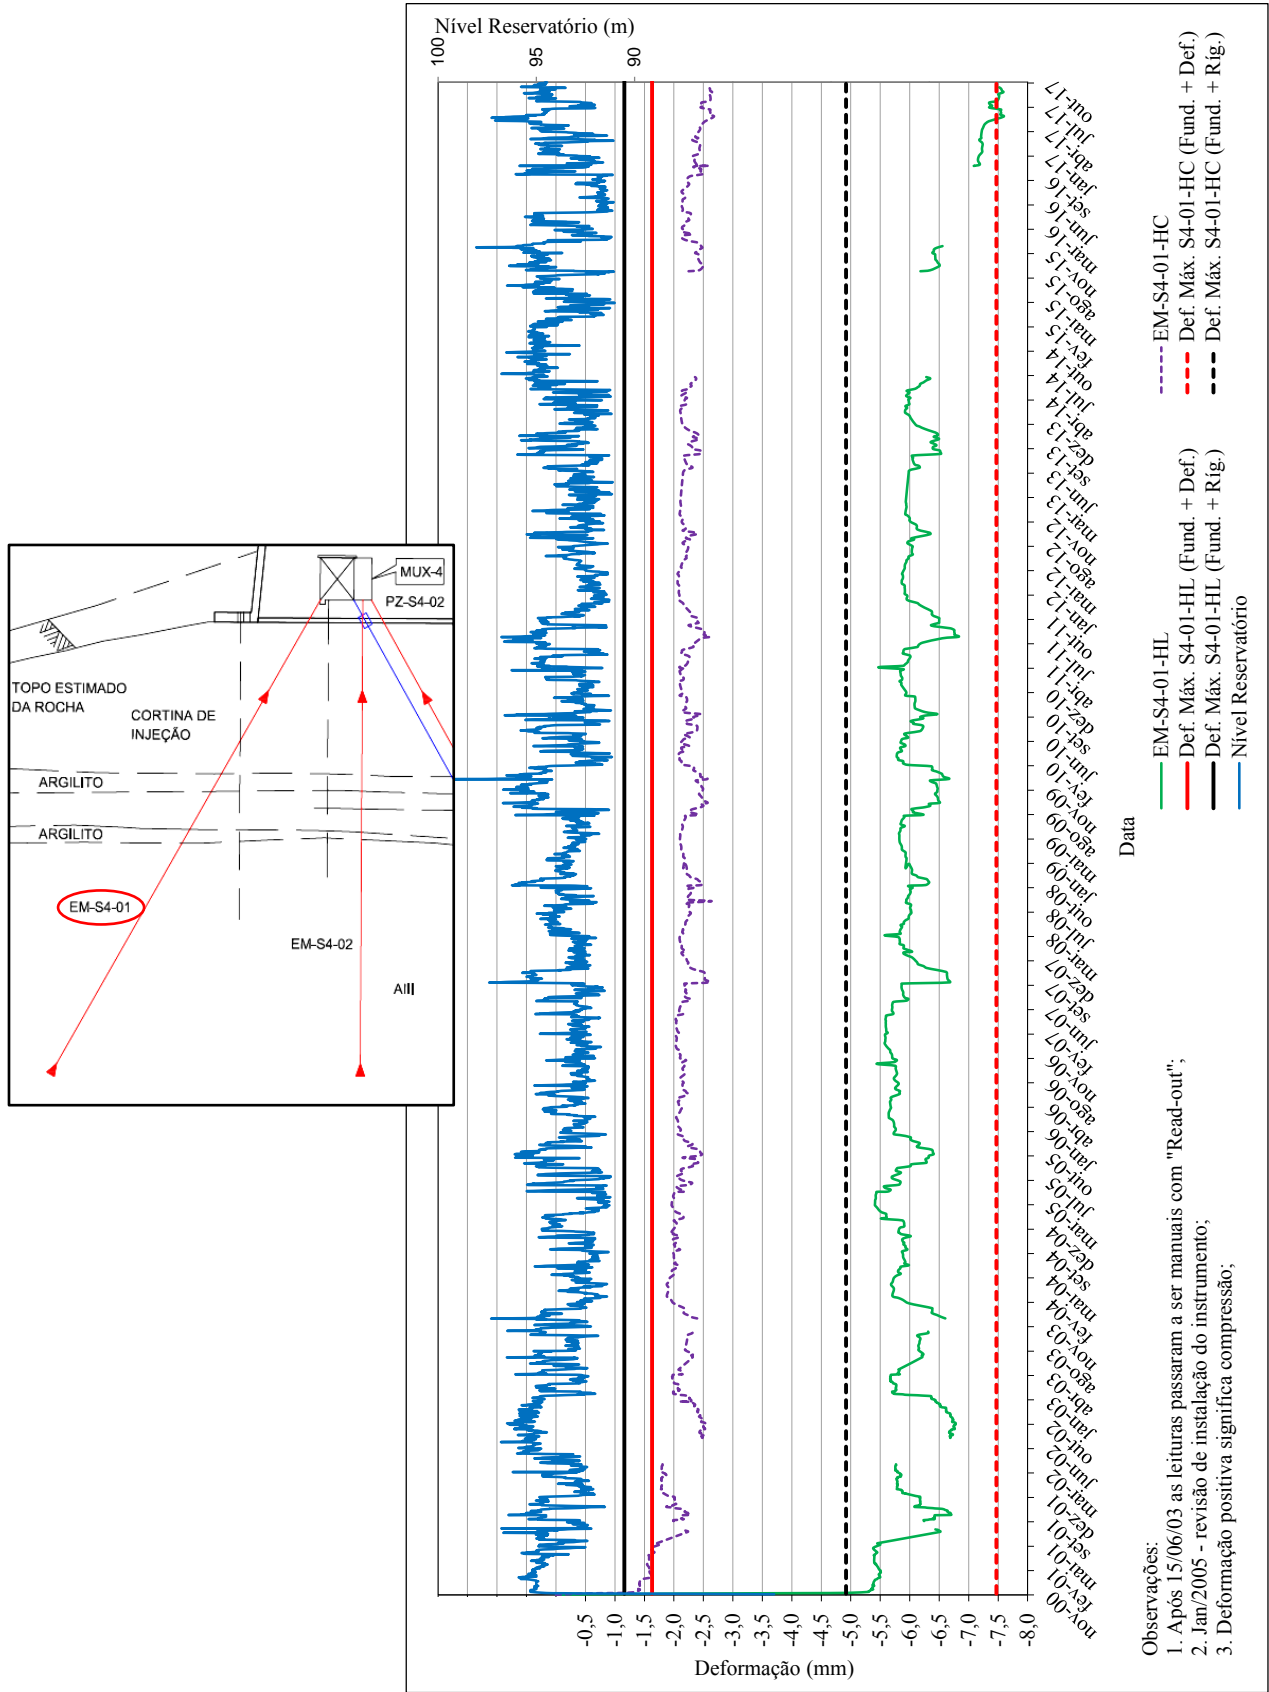 TOPO ESTIMADO
DA ROCHA
CORTINA DE
INJEÇÃO
ARGILITO
ARGILITO
EM-S4-01
EM-S4-02
AIII
MUX-4
PZ-S4-02
Nível Reservatório (m)
100
95
90
-0,5
-1,0
-1,5
-2,0
-2,5
-3,0
-3,5
-4,0
-4,5
-5,0
-5,5
-6,0
-6,5
-7,0
-7,5
-8,0
Deformação (mm)
nov-00
fev-01
mai-01
set-01
dez-01
mar-02
jun-02
out-02
jan-03
abr-03
ago-03
nov-03
fev-04
mai-04
set-04
dez-04
mar-05
jul-05
out-05
jan-06
abr-06
ago-06
nov-06
fev-07
jun-07
set-07
dez-07
mar-08
jul-08
out-08
jan-09
mai-09
ago-09
nov-09
fev-10
jun-10
set-10
dez-10
abr-11
jul-11
out-11
jan-12
mai-12
ago-12
nov-12
mar-13
jun-13
set-13
dez-13
abr-14
jul-14
out-14
fev-15
mai-15
ago-15
nov-15
mar-16
jun-16
set-16
jan-17
abr-17
jul-17
out-17
Data
EM-S4-01-HL
EM-S4-01-HC
Def. Máx. S4-01-HL (Fund. + Def.)
Def. Máx. S4-01-HC (Fund. + Def.)
Def. Máx. S4-01-HL (Fund. + Ríg.)
Def. Máx. S4-01-HC (Fund. + Ríg.)
Nível Reservatório
Observações:
1. Após 15/06/03 as leituras passaram a ser manuais com "Read-out";
2. Jan/2005 - revisão de instalação do instrumento;
3. Deformação positiva significa compressão;